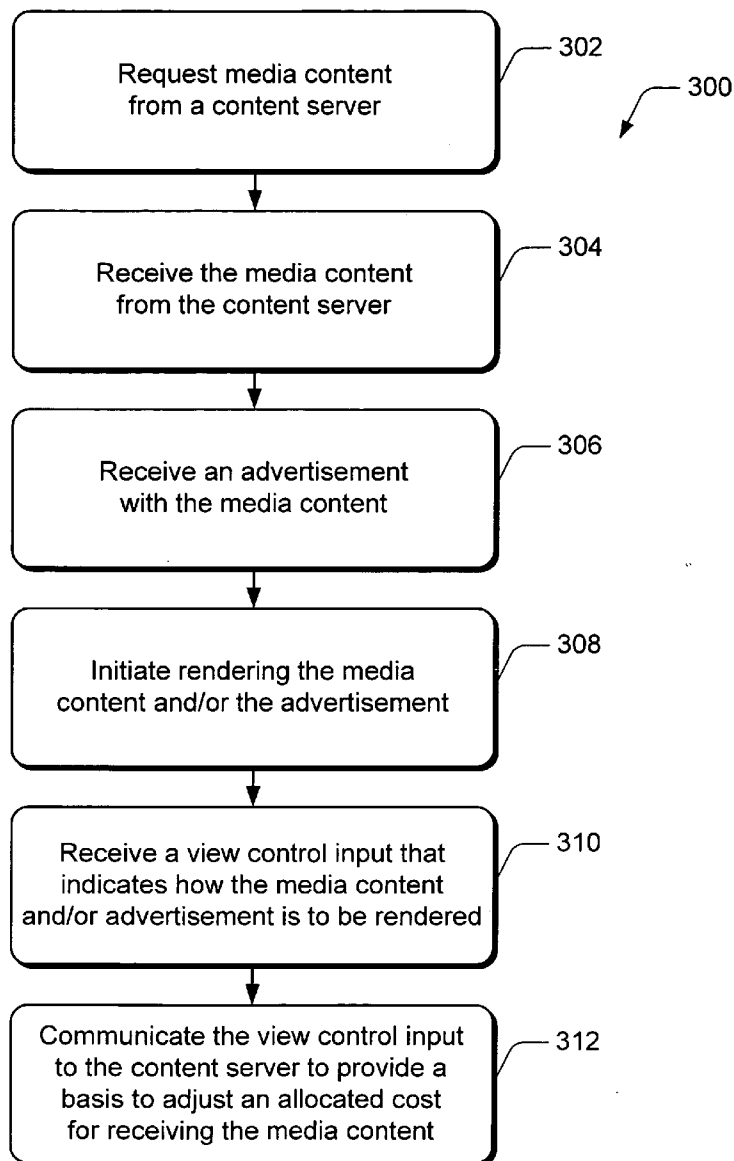 Request media content
from a content server
302
300
Receive the media content
from the content server
304
Receive an advertisement
with the media content
306
Initiate rendering the media
content and/or the advertisement
308
Receive a view control input that
indicates how the media content
and/or advertisement is to be rendered
310
Communicate the view control input
to the content server to provide a
basis to adjust an allocated cost
for receiving the media content
312